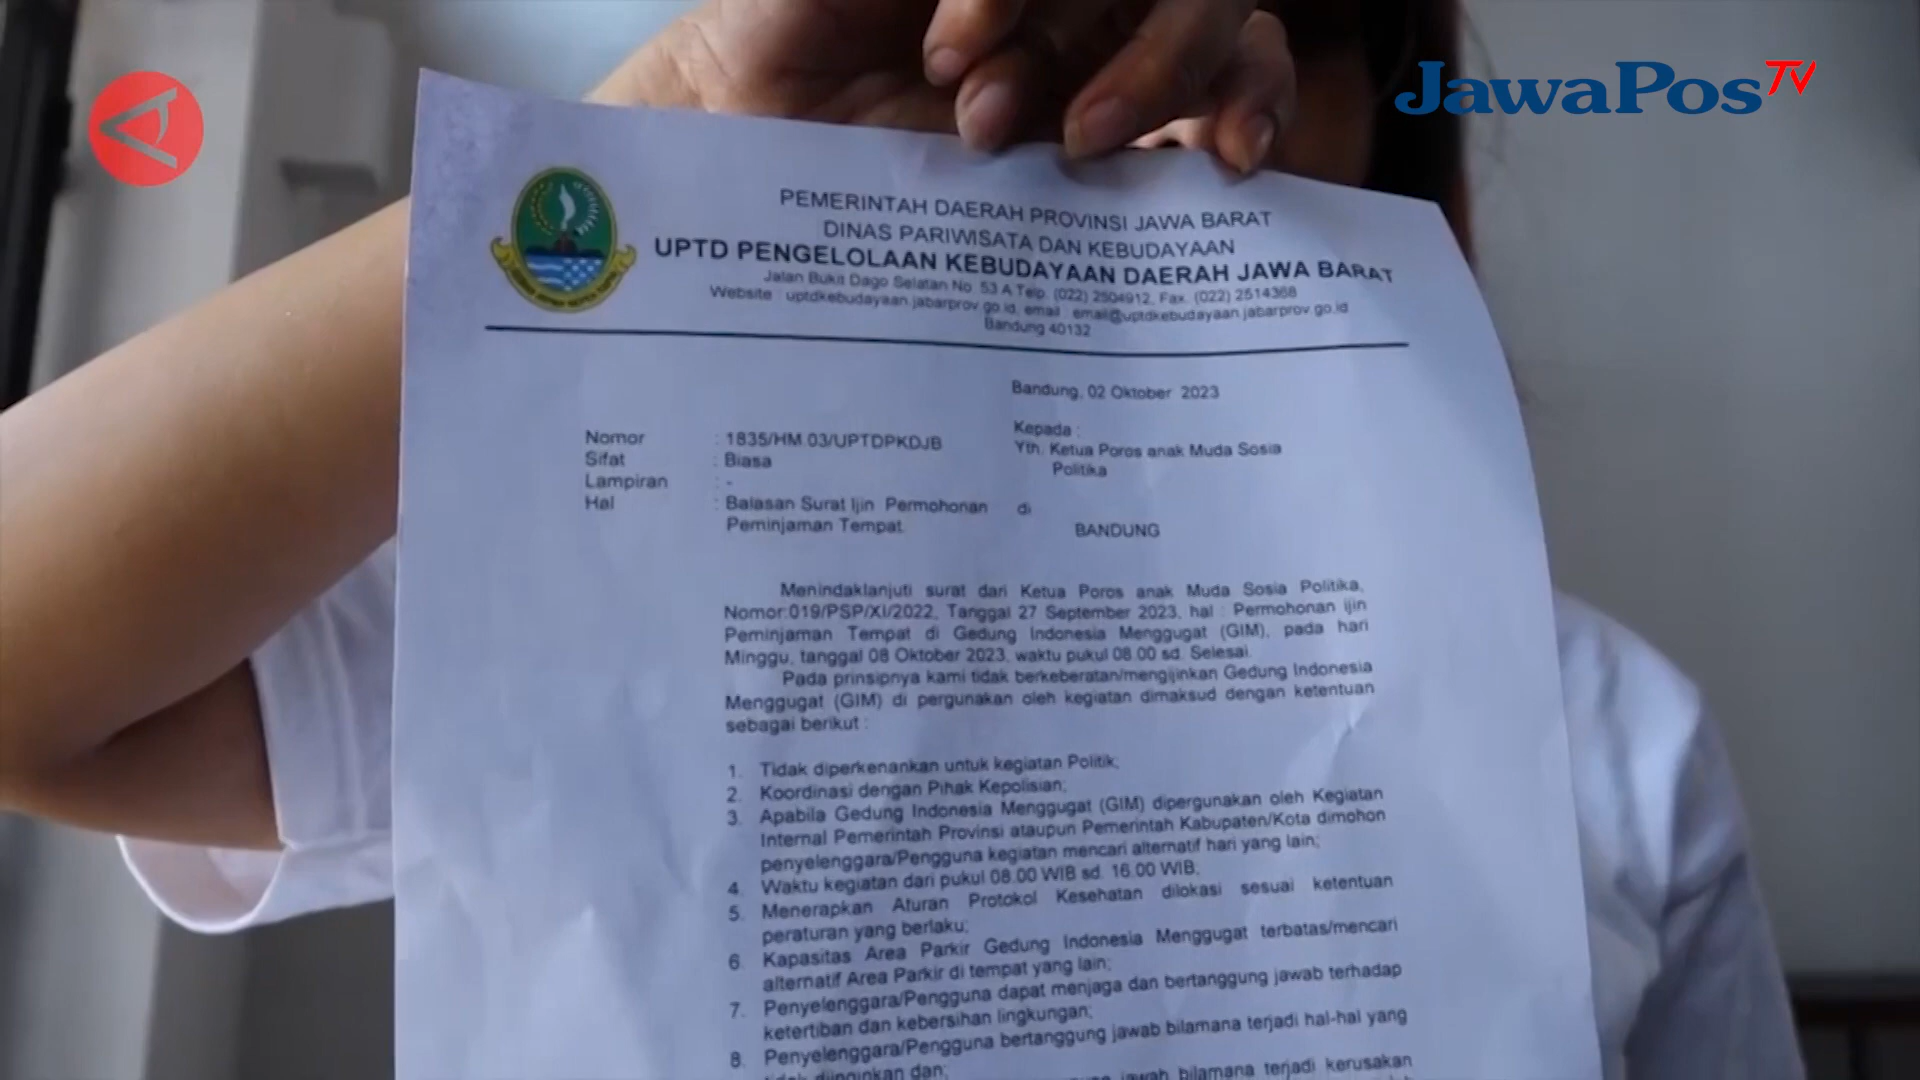 JawaPosTV
PEMERINTAH DAERAH PROVINSI JAWA BARAT
DINAS PARIWISATA DAN KEBUDAYAAN
UPTD PENGELOLAAN KEBUDAYAAN DAERAH JAWA BARAT
Jalan Bukit Dago Selatan No. 53 A Telp. (022) 2504912, Fax. (022) 2514368
Website : uptdkebudayaan.jabarprov.go.id, email : email@uptdkebudayaan.jabarprov.go.id
Bandung 40132
Bandung, 02 Oktober 2023
Kepada :
Yth. Ketua Poros anak Muda Sosia
Politika
di
BANDUNG
Nomor : 1835/HM.03/UPTDPKDJB
Sifat : Biasa
Lampiran : -
Hal : Balasan Surat Ijin Permohonan
Peminjaman Tempat.
Menindaklanjuti surat dari Ketua Poros anak Muda Sosia Politika,
Nomor:019/PSP/XI/2022, Tanggal 27 September 2023, hal : Permohonan ijin
Peminjaman Tempat di Gedung Indonesia Menggugat (GIM), pada hari
Minggu, tanggal 08 Oktober 2023, waktu pukul 08.00 sd. Selesai.
Pada prinsipnya kami tidak berkeberatan/mengijinkan Gedung Indonesia
Menggugat (GIM) di pergunakan oleh kegiatan dimaksud dengan ketentuan
sebagai berikut :
1. Tidak diperkenankan untuk kegiatan Politik;
2. Koordinasi dengan Pihak Kepolisian;
3. Apabila Gedung Indonesia Menggugat (GIM) dipergunakan oleh Kegiatan
Internal Pemerintah Provinsi ataupun Pemerintah Kabupaten/Kota dimohon
penyelenggara/Pengguna kegiatan mencari alternatif hari yang lain;
4. Waktu kegiatan dari pukul 08.00 WIB sd. 16.00 WIB;
5. Menerapkan Aturan Protokol Kesehatan dilokasi sesuai ketentuan
peraturan yang berlaku;
6. Kapasitas Area Parkir Gedung Indonesia Menggugat terbatas/mencari
alternatif Area Parkir di tempat yang lain;
7. Penyelenggara/Pengguna dapat menjaga dan bertanggung jawab terhadap
ketertiban dan kebersihan lingkungan;
8. Penyelenggara/Pengguna bertanggung jawab bilamana terjadi hal-hal yang
tidak diinginkan dan;
jawab bilamana terjadi kerusakan